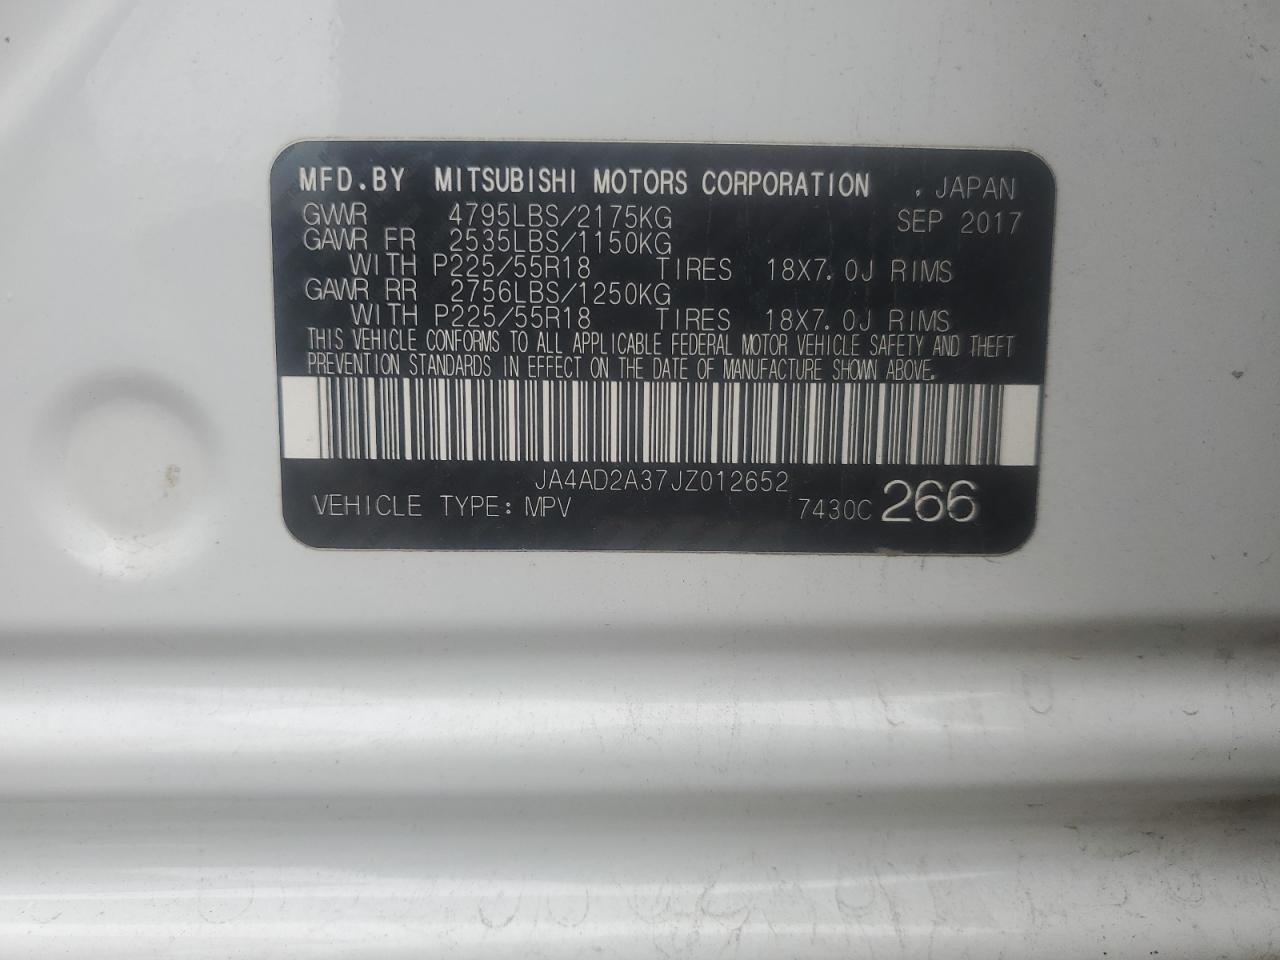 MFD.BY MITSUBISHI MOTORS CORPORATION , JAPAN
GVWR 4795LBS/2175KG SEP 2017
GAWR FR 2535LBS/1150KG
WITH P225/55R18 TIRES 18X7.0J RIMS
GAWR RR 2756LBS/1250KG
WITH P225/55R18 TIRES 18X7.0J RIMS
THIS VEHICLE CONFORMS TO ALL APPLICABLE FEDERAL MOTOR VEHICLE SAFETY AND THEFT
PREVENTION STANDARDS IN EFFECT ON THE DATE OF MANUFACTURE SHOWN ABOVE.
JA4AD2A37JZ012652
VEHICLE TYPE: MPV 7430C 266